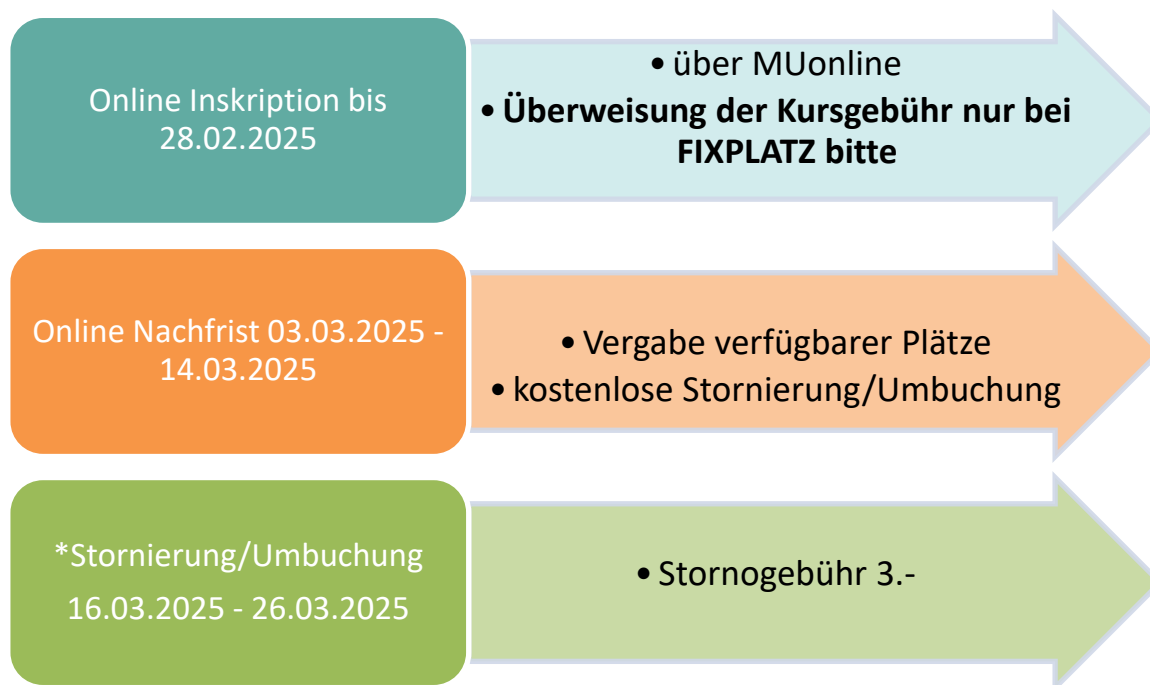 Online Inskription bis
28.02.2025
• über MUonline
• Überweisung der Kursgebühr nur bei
FIXPLATZ bitte
Online Nachfrist 03.03.2025 -
14.03.2025
• Vergabe verfügbarer Plätze
• kostenlose Stornierung/Umbuchung
*Stornierung/Umbuchung
16.03.2025 - 26.03.2025
• Stornogebühr 3.-